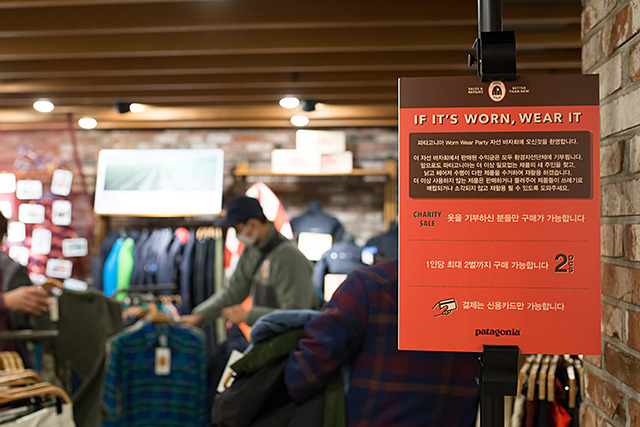 SALES & REPAIRS
BETTER THAN NEW
IF IT'S WORN, WEAR IT
파타고니아 Worn Wear Party 자선 바자회에 오신것을 환영합니다.
이 자선 바자회에서 판매된 수익금은 모두 환경자선단체에 기부됩니다.
앞으로도 파타고니아는 더 이상 필요없는 제품의 새 주인을 찾고,
낡고 헤어져 수명이 다한 제품을 수거하여 재활용 하겠습니다.
더 이상 사용하지 않는 제품은 판매하거나 물려주어 제품들이 쓰레기로
매립되거나 소각되지 않고 재활용 될 수 있도록 도와주세요.
CHARITY SALE 옷을 기부하신 분들만 구매가 가능합니다
1인당 최대 2벌까지 구매 가능합니다 2 PCS
결제는 신용카드만 가능합니다
patagonia